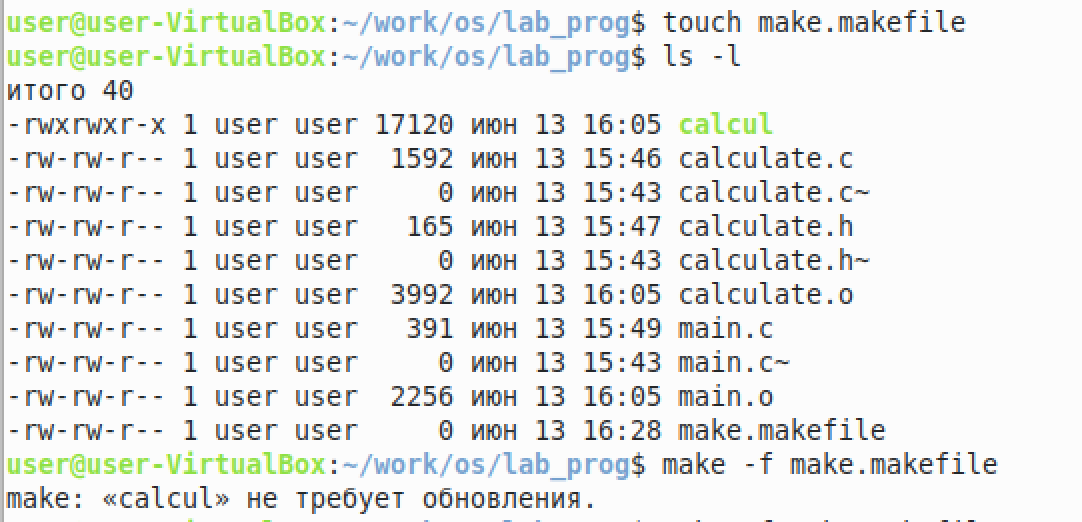 user@user-VirtualBox:~/work/os/lab_prog$ touch make.makefile
user@user-VirtualBox:~/work/os/lab_prog$ ls -l
итого 40
-rwxrwxr-x 1 user user 17120 июн 13 16:05 calcul
-rw-rw-r-- 1 user user  1592 июн 13 15:46 calculate.c
-rw-rw-r-- 1 user user     0 июн 13 15:43 calculate.c~
-rw-rw-r-- 1 user user   165 июн 13 15:47 calculate.h
-rw-rw-r-- 1 user user     0 июн 13 15:43 calculate.h~
-rw-rw-r-- 1 user user  3992 июн 13 16:05 calculate.o
-rw-rw-r-- 1 user user   391 июн 13 15:49 main.c
-rw-rw-r-- 1 user user     0 июн 13 15:43 main.c~
-rw-rw-r-- 1 user user  2256 июн 13 16:05 main.o
-rw-rw-r-- 1 user user     0 июн 13 16:28 make.makefile
user@user-VirtualBox:~/work/os/lab_prog$ make -f make.makefile
make: «calcul» не требует обновления.